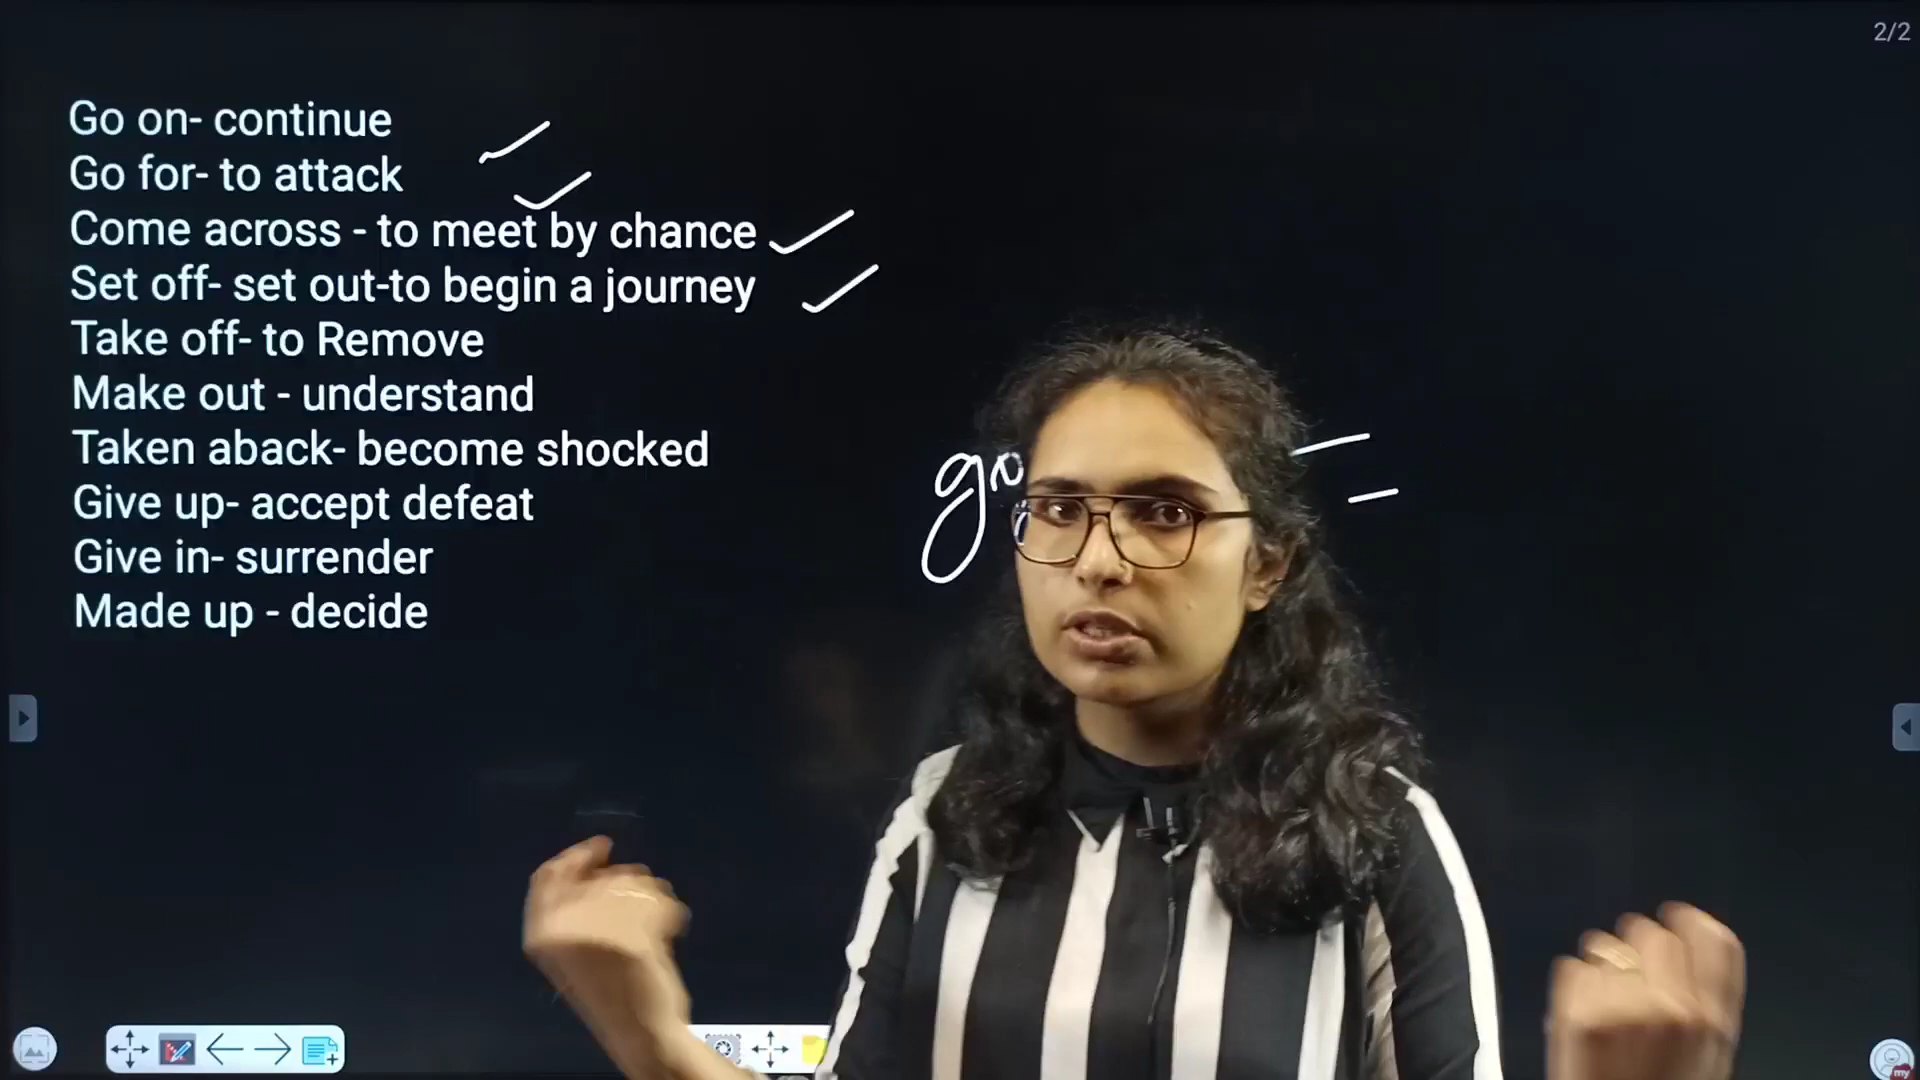 2/2
Go on- continue
Go for- to attack
Come across - to meet by chance
Set off- set out-to begin a journey
Take off- to Remove
Make out - understand
Taken aback- become shocked
Give up- accept defeat
Give in- surrender
Made up - decide
my